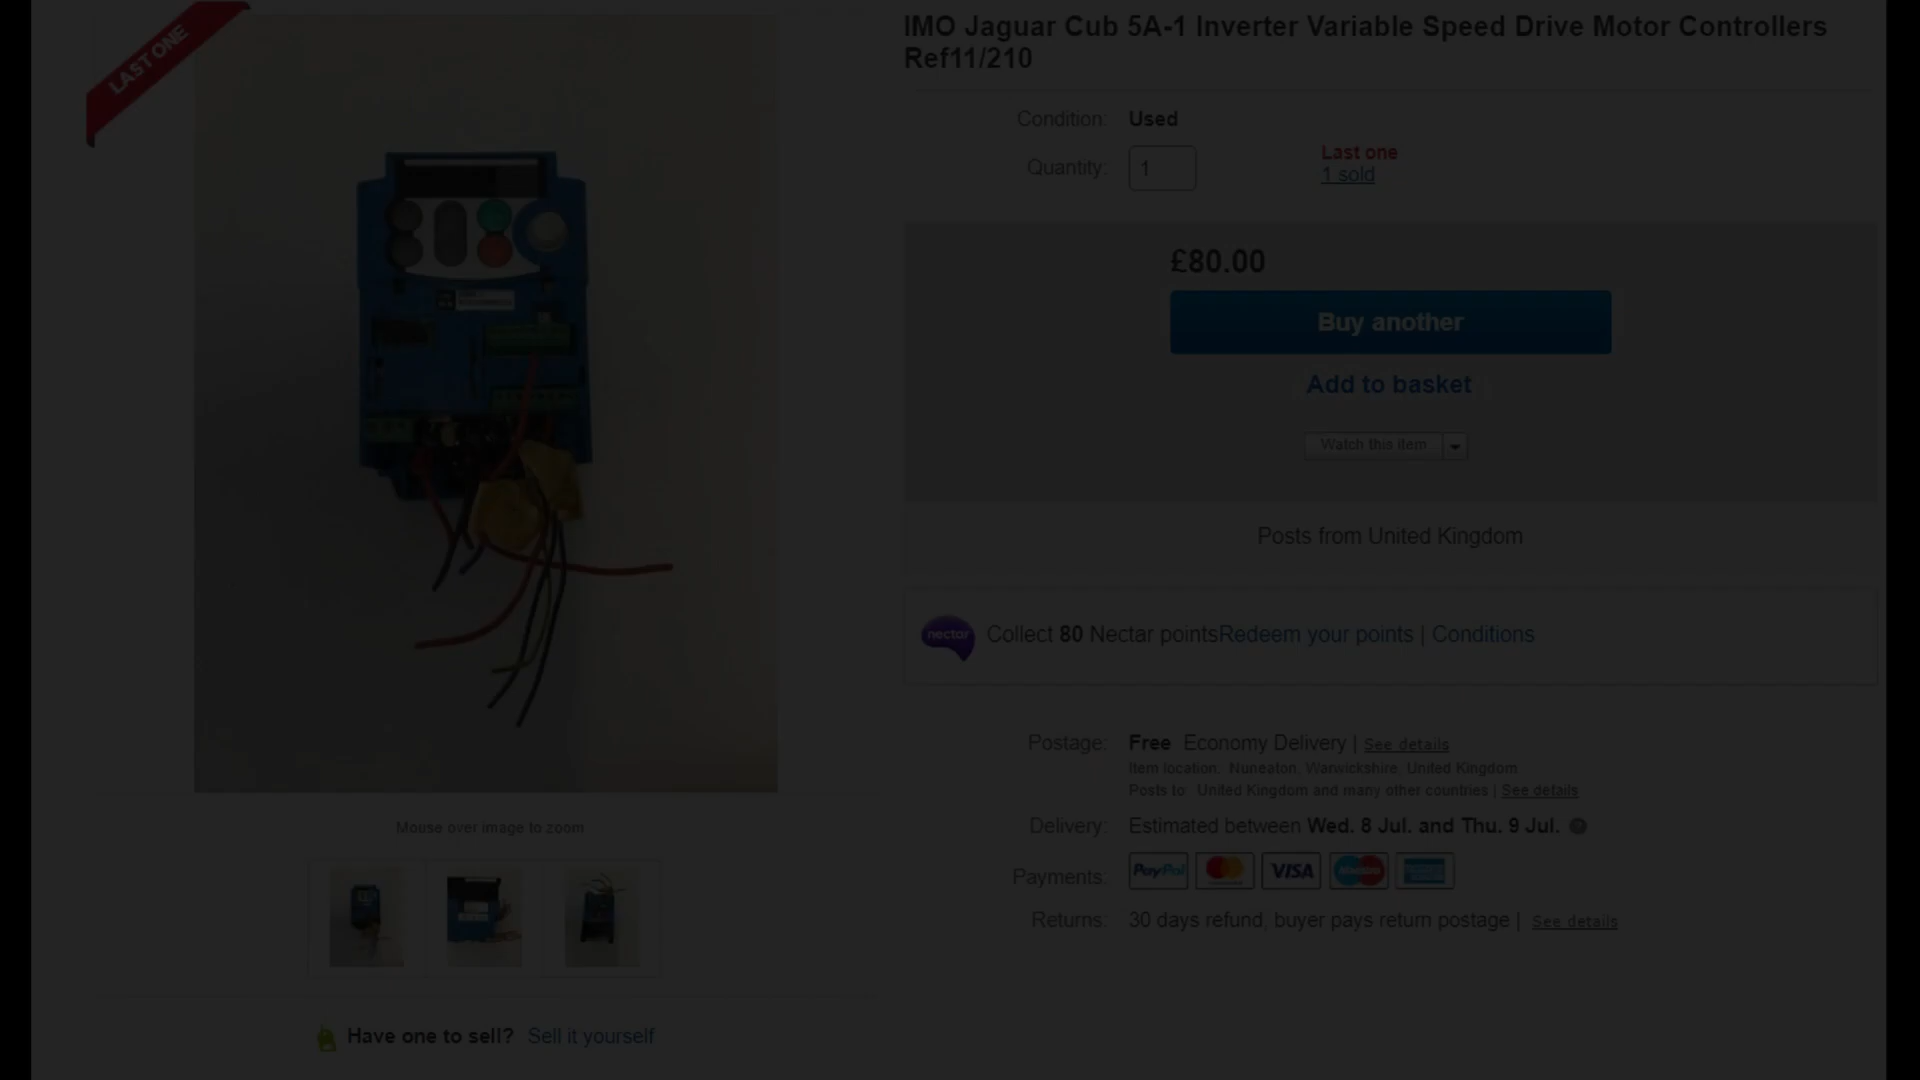 LAST ONE
IMO Jaguar Cub 5A-1 Inverter Variable Speed Drive Motor Controllers
Ref11/210
Condition: Used
Quantity: 1
Last one
1 sold
£80.00
Buy another
Add to basket
Watch this item
Posts from United Kingdom
nectar Collect 80 Nectar pointsRedeem your points | Conditions
Postage: Free Economy Delivery | See details
Item location: Nuneaton, Warwickshire, United Kingdom
Posts to: United Kingdom and many other countries | See details
Delivery: Estimated between Wed. 8 Jul. and Thu. 9 Jul. ?
Payments: PayPal VISA
Returns: 30 days refund, buyer pays return postage | See details
Mouse over image to zoom
Have one to sell? Sell it yourself